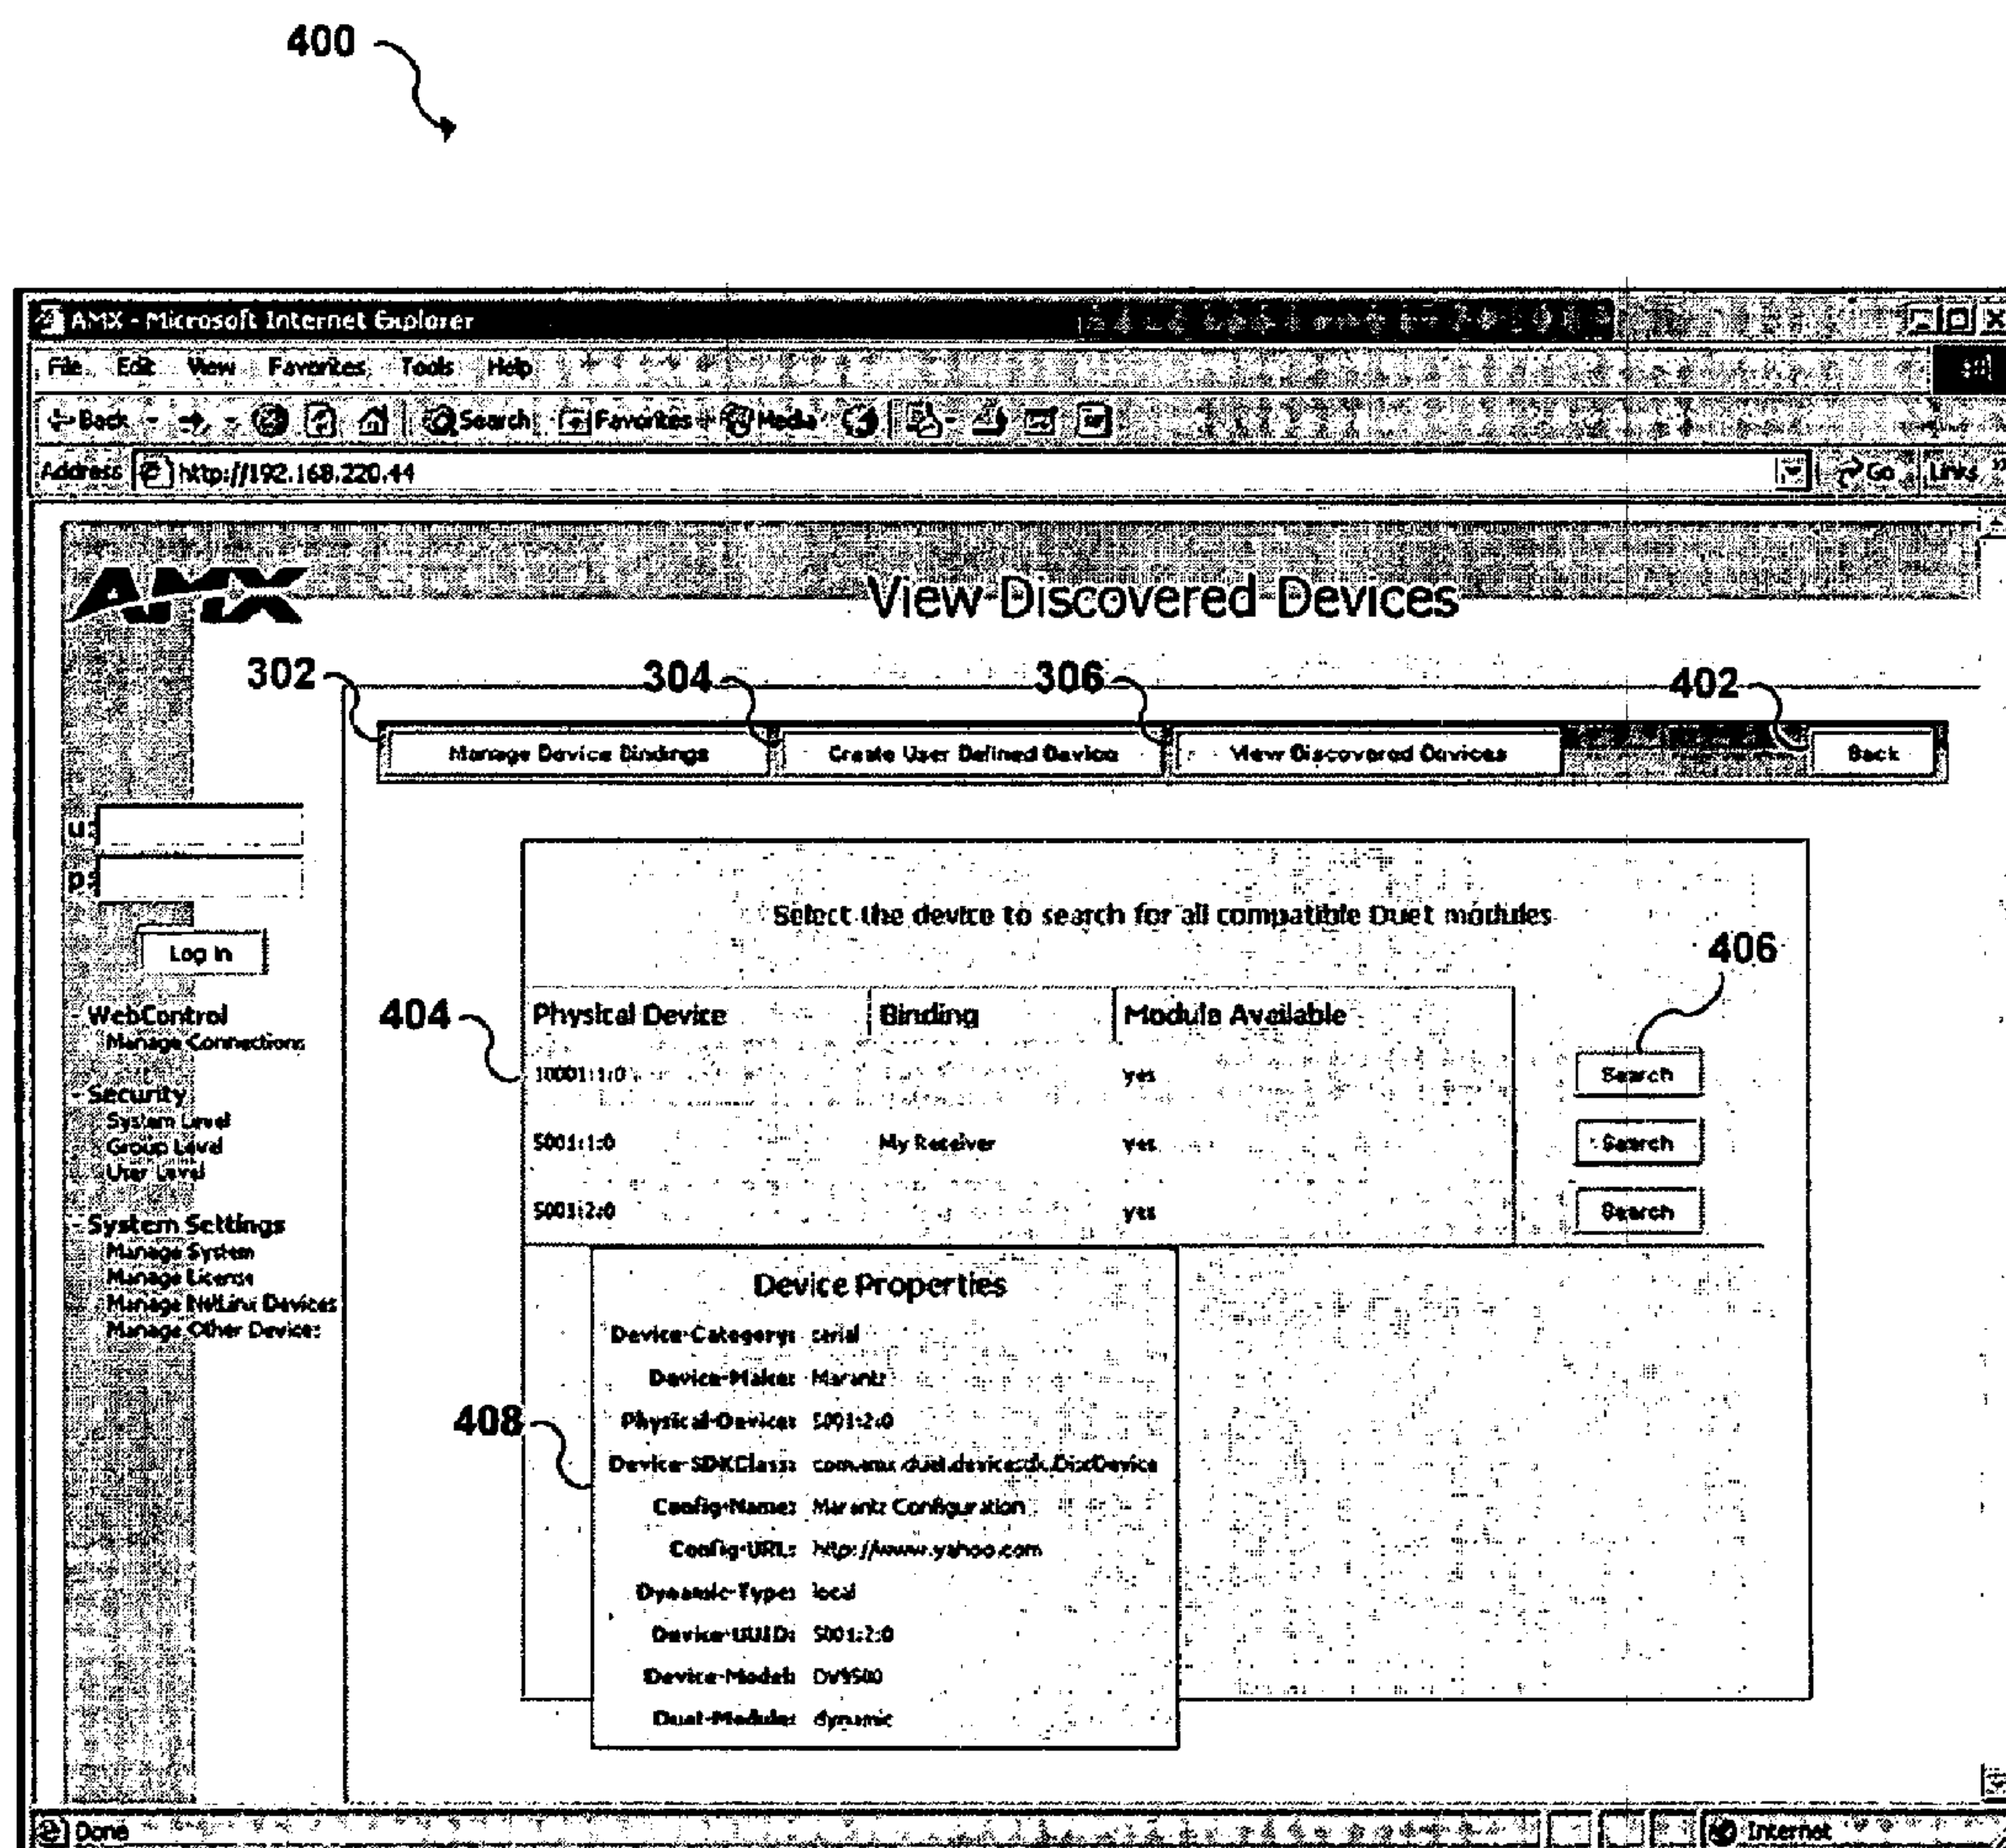 400
AMX - Microsoft Internet Explorer
File Edit View Favorites Tools Help
Back Search Favorites Media
Address http://192.168.220.44 Go Links »
AMX
View Discovered Devices
302 304 306 402
Manage Device Bindings Create User Defined Device View Discovered Devices Back
u:
p:
Log In
- WebControl
Manage Connections
- Security
System Level
Group Level
User Level
- System Settings
Manage System
Manage License
Manage NetLinx Devices
Manage Other Devices
Select the device to search for all compatible Duet modules
406
404
Physical Device Binding Module Available
10001:1:0 yes Search
5001:1:0 My Receiver yes Search
5001:2:0 yes Search
408
Device Properties
Device-Category: serial
Device-Make: Marantz
Physical-Device: 5001:2:0
Device-SDKClass: com.amx.duet.devicesdk.DiscDevice
Config-Name: Marantz Configuration
Config-URL: http://www.yahoo.com
Dynamic-Type: local
Device-UUID: 5001:2:0
Device-Model: DV9500
Duet-Module: dynamic
Done Internet